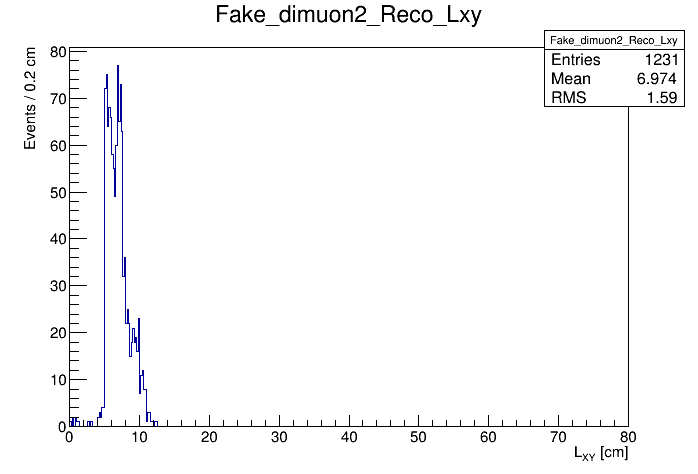 Fake_dimuon2_Reco_Lxy
Fake_dimuon2_Reco_Lxy
Entries 1231
Mean 6.974
RMS 1.59
Events / 0.2 cm
80
70
60
50
40
30
20
10
0
0 10 20 30 40 50 60 70 80
L_XY [cm]